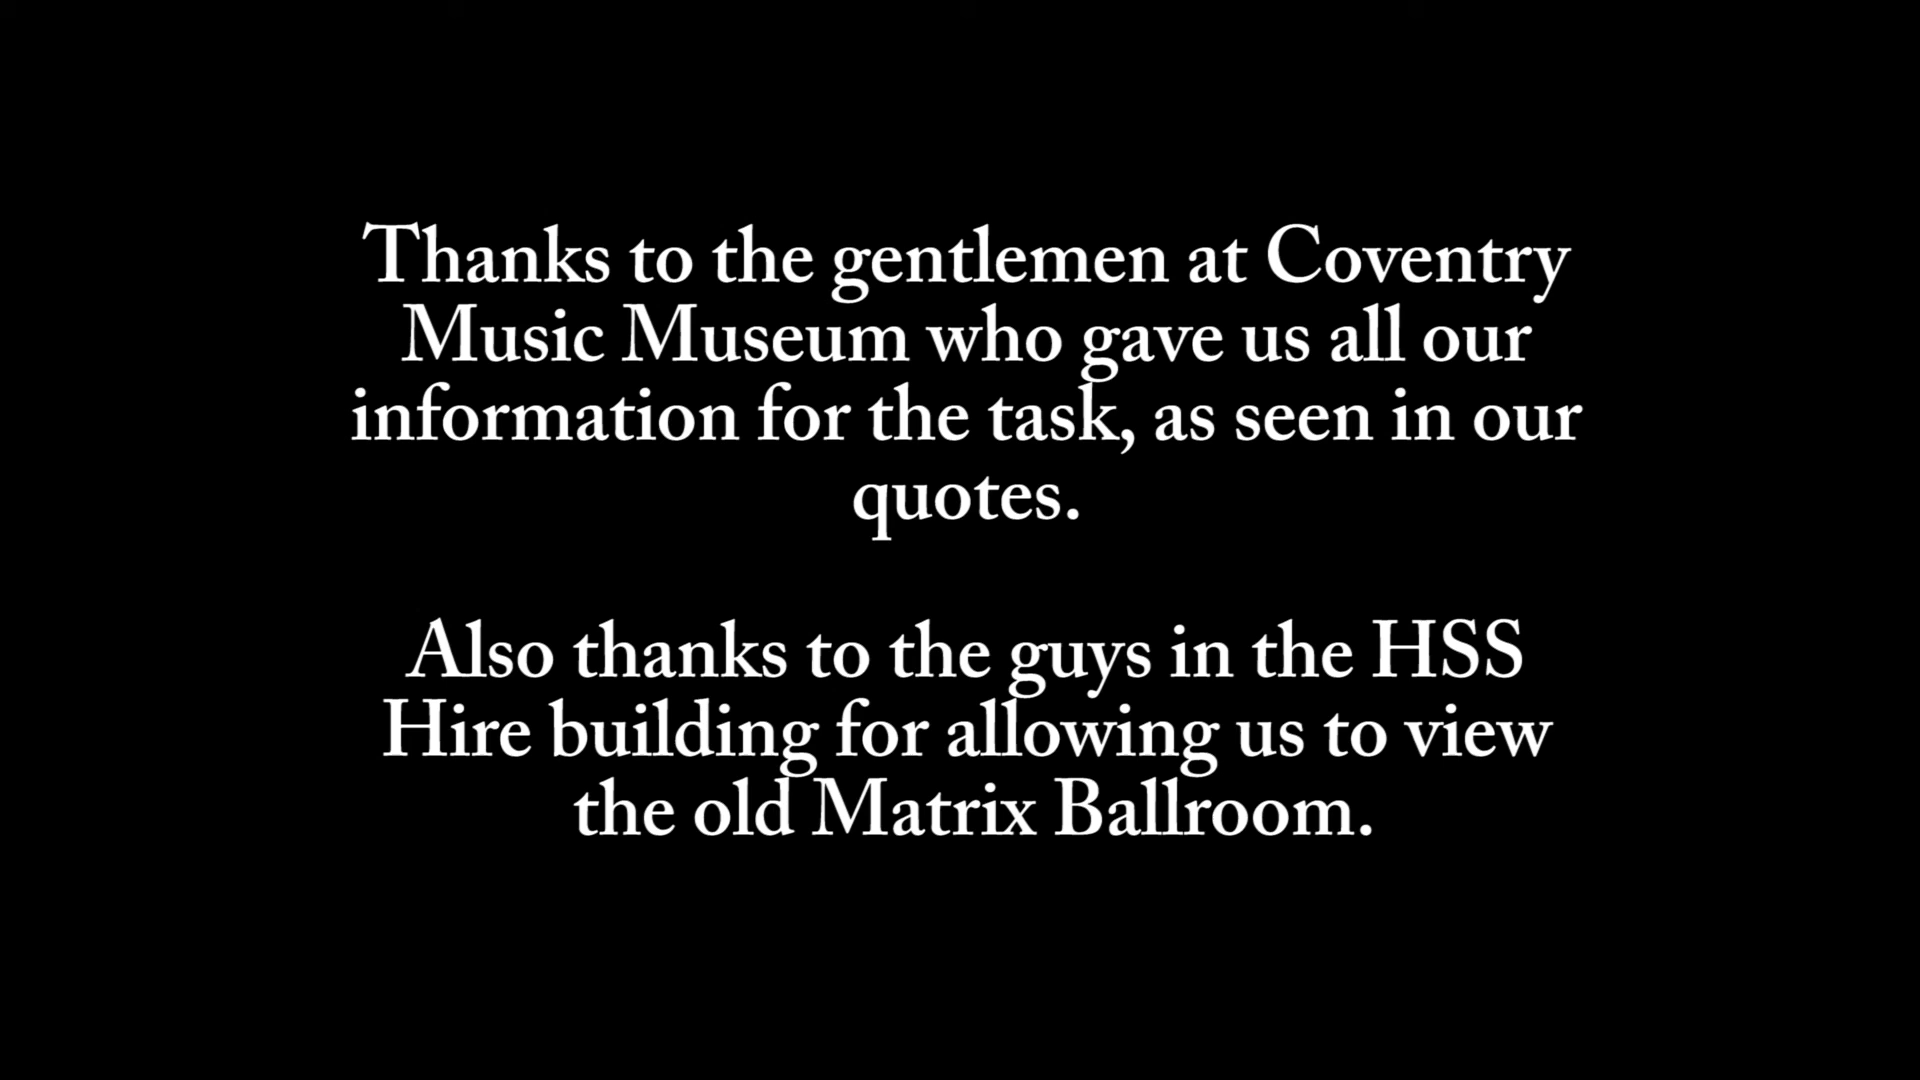 Thanks to the gentlemen at Coventry
Music Museum who gave us all our
information for the task, as seen in our
quotes.
Also thanks to the guys in the HSS
Hire building for allowing us to view
the old Matrix Ballroom.